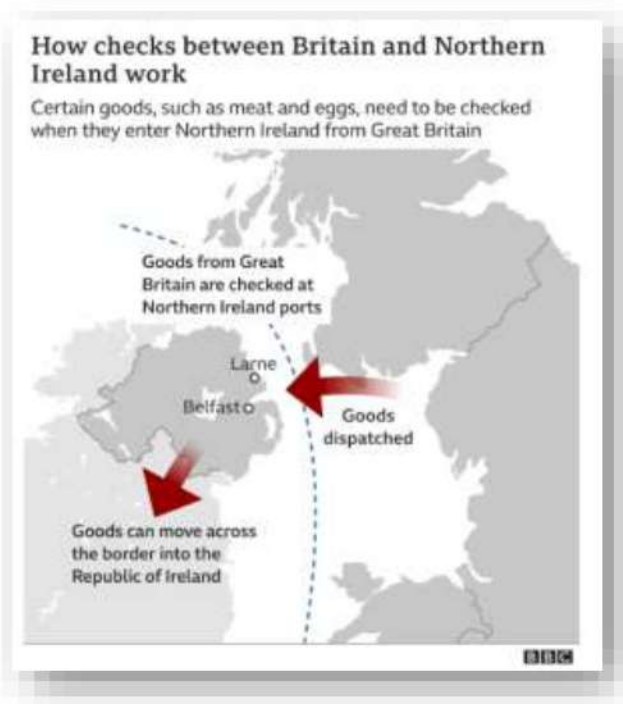 How checks between Britain and Northern
Ireland work
Certain goods, such as meat and eggs, need to be checked
when they enter Northern Ireland from Great Britain
Goods from Great
Britain are checked at
Northern Ireland ports
Larne
Belfast
Goods
dispatched
Goods can move across
the border into the
Republic of Ireland
BBC